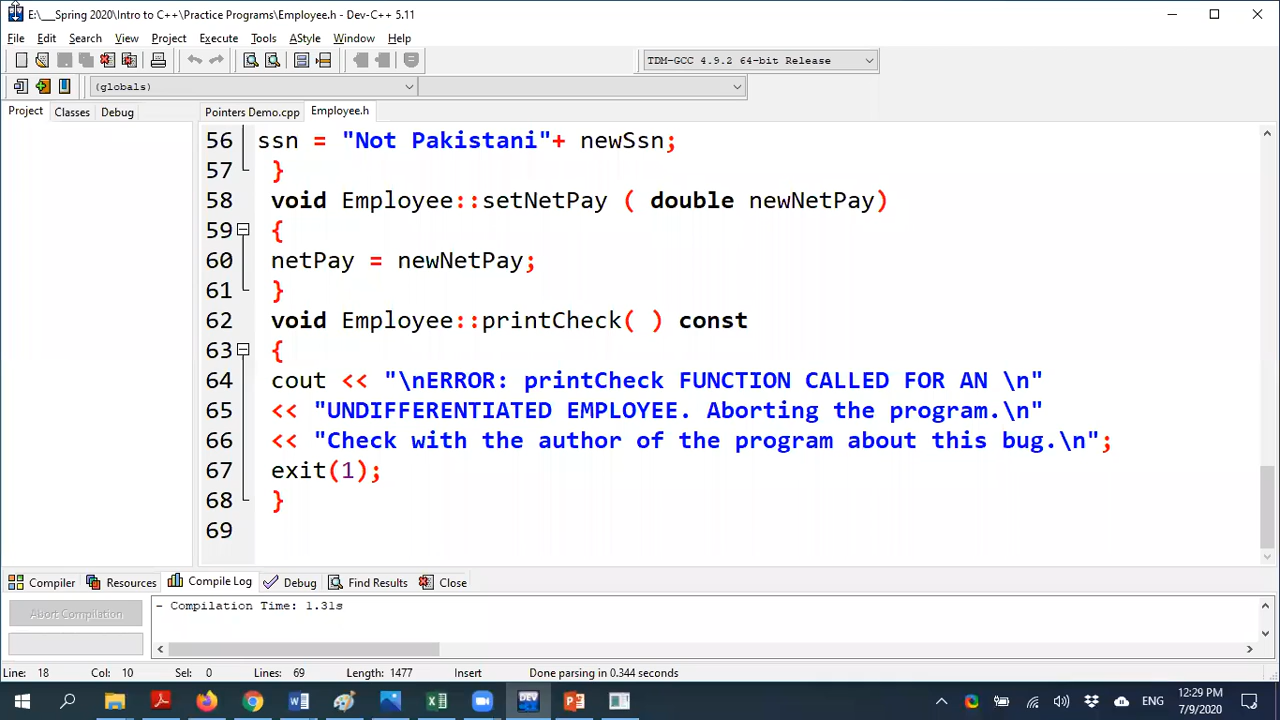 E:\___Spring 2020\Intro to C++\Practice Programs\Employee.h - Dev-C++ 5.11
File Edit Search View Project Execute Tools AStyle Window Help
TDM-GCC 4.9.2 64-bit Release
(globals)
Project Classes Debug Pointers Demo.cpp Employee.h
56 ssn = "Not Pakistani"+ newSsn;
57 }
58 void Employee::setNetPay ( double newNetPay)
59 {
60 netPay = newNetPay;
61 }
62 void Employee::printCheck( ) const
63 {
64 cout << "\nERROR: printCheck FUNCTION CALLED FOR AN \n"
65 << "UNDIFFERENTIATED EMPLOYEE. Aborting the program.\n"
66 << "Check with the author of the program about this bug.\n";
67 exit(1);
68 }
69
Compiler Resources Compile Log Debug Find Results Close
Abort Compilation
- Compilation Time: 1.31s
Line: 18 Col: 10 Sel: 0 Lines: 69 Length: 1477 Insert Done parsing in 0.344 seconds
DEV
ENG
12:29 PM
7/9/2020